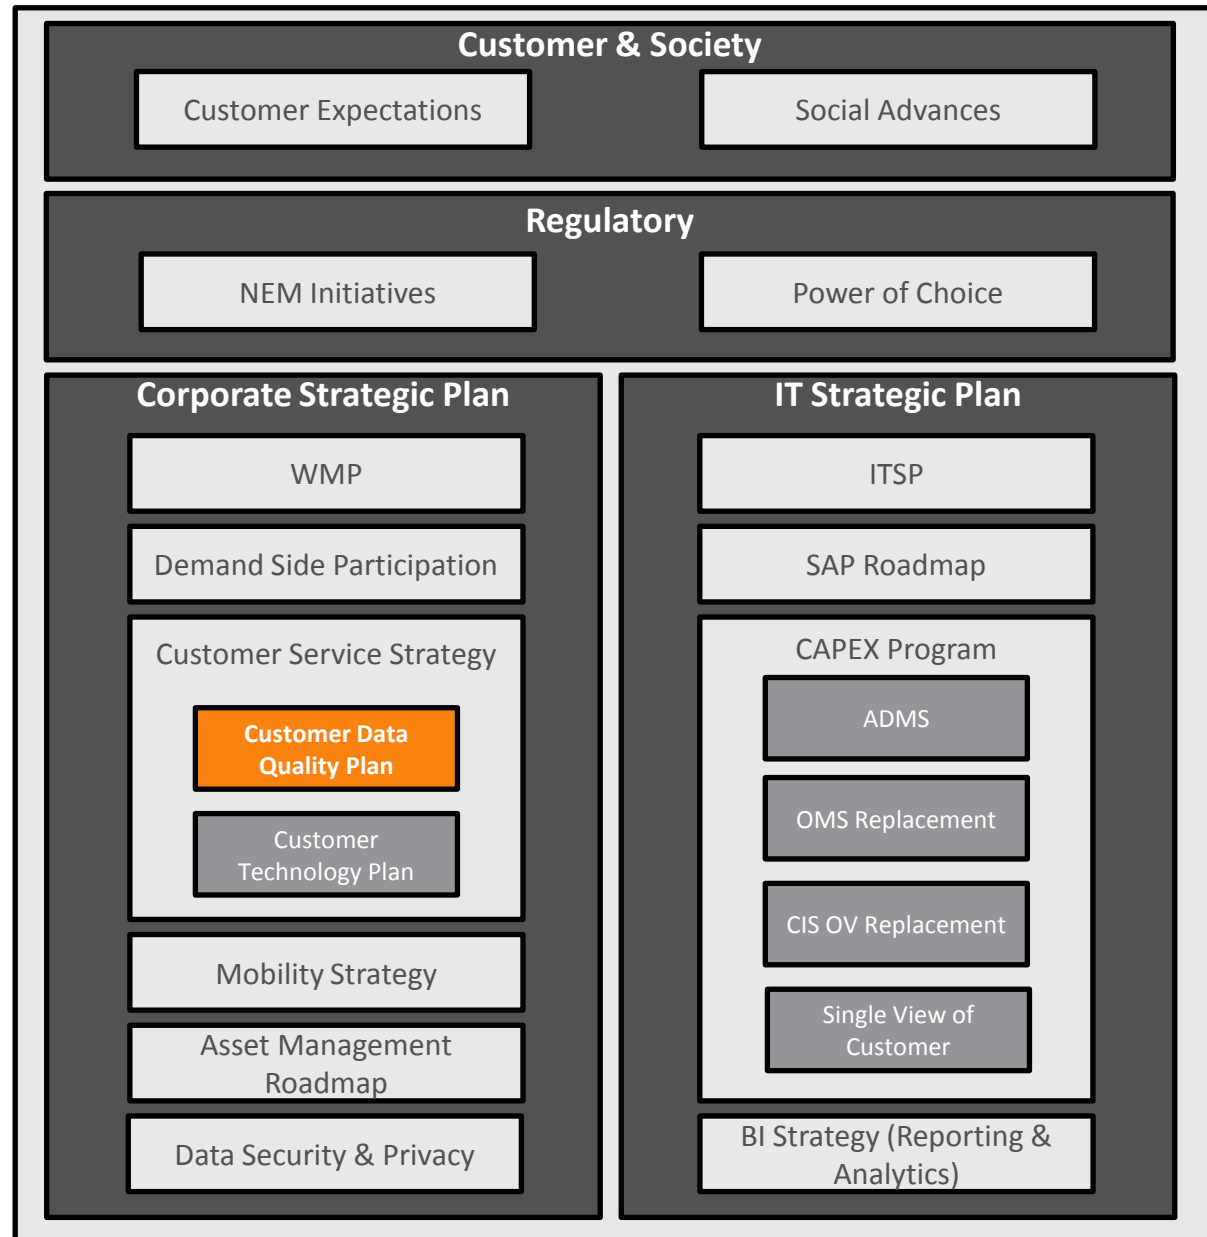 Customer & Society
Customer Expectations
Social Advances
Regulatory
NEM Initiatives
Power of Choice
Corporate Strategic Plan
WMP
Demand Side Participation
Customer Service Strategy
Customer Data
Quality Plan
Customer
Technology Plan
Mobility Strategy
Asset Management
Roadmap
Data Security & Privacy
IT Strategic Plan
ITSP
SAP Roadmap
CAPEX Program
ADMS
OMS Replacement
CIS OV Replacement
Single View of
Customer
BI Strategy (Reporting &
Analytics)